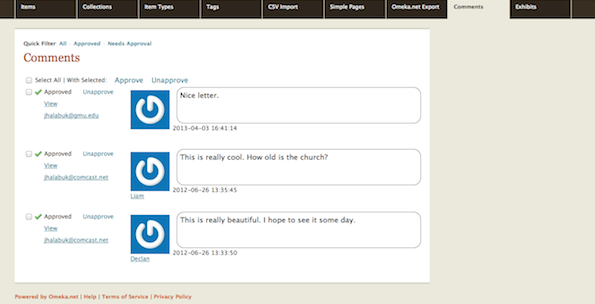 Items Collections Item Types Tags CSV Import Simple Pages Omeka.net Export Comments Exhibits
Quick Filter All Approved Needs Approval
Comments
Select All | With Selected: Approve Unapprove
Approved Unapprove
View
jhalabuk@gmu.edu
Nice letter.
2013-04-03 16:41:14
Approved Unapprove
View
jhalabuk@comcast.net
This is really cool. How old is the church?
2012-06-26 13:35:45
Liam
Approved Unapprove
View
jhalabuk@comcast.net
This is really beautiful. I hope to see it some day.
2012-06-26 13:33:50
Declan
Powered by Omeka.net | Help | Terms of Service | Privacy Policy